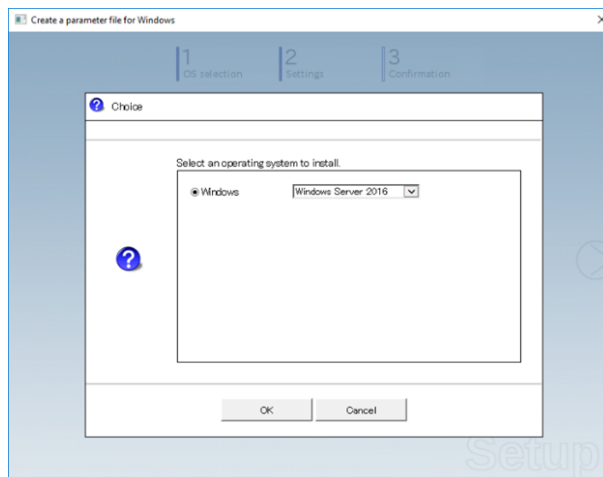 Create a parameter file for Windows
1 2 3
OS selection Settings Confirmation
Choice
Select an operating system to install.
Windows Windows Server 2016
OK Cancel
Setup